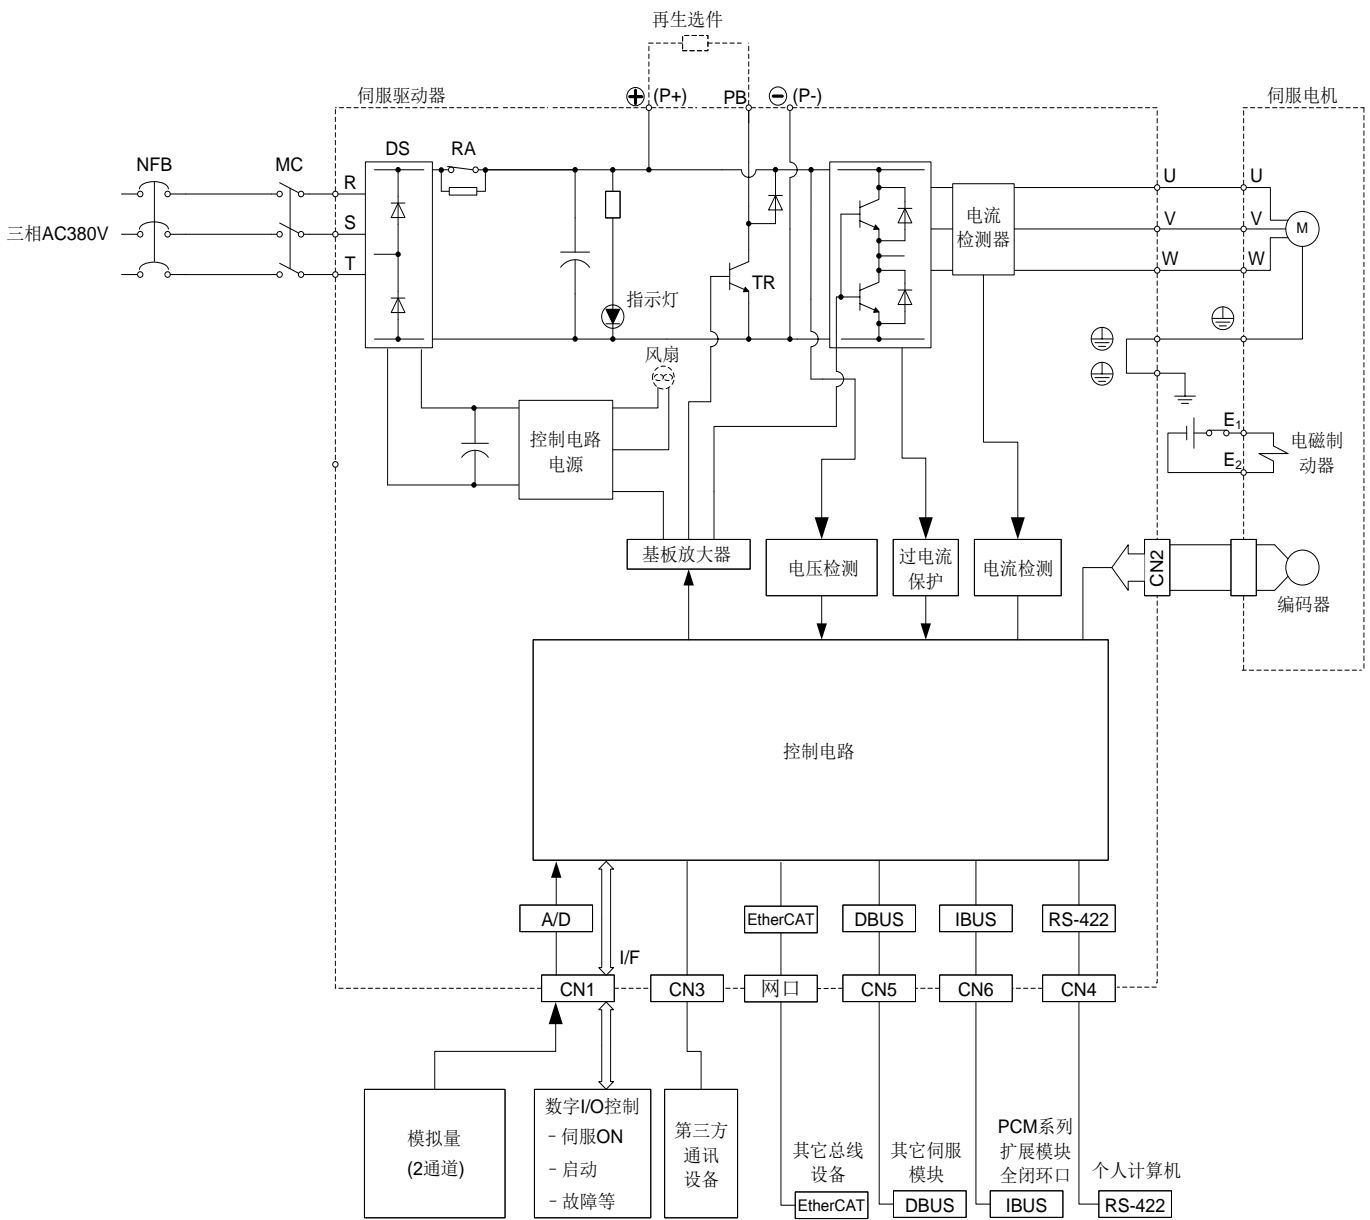 再生选件
伺服驱动器
(P+)
PB
(P-)
伺服电机
NFB
MC
DS
RA
R
S
T
三相AC380V
指示灯
TR
电流
检测器
U
V
W
U
V
W
M
风扇
控制电路
电源
E1
E2
电磁制
动器
基板放大器
电压检测
过电流
保护
电流检测
CN2
编码器
控制电路
A/D
I/F
EtherCAT
DBUS
IBUS
RS-422
CN1
CN3
网口
CN5
CN6
CN4
模拟量
(2通道)
数字I/O控制
- 伺服ON
- 启动
- 故障等
第三方
通讯
设备
其它总线
设备
EtherCAT
其它伺服
模块
DBUS
PCM系列
扩展模块
全闭环口
IBUS
个人计算机
RS-422